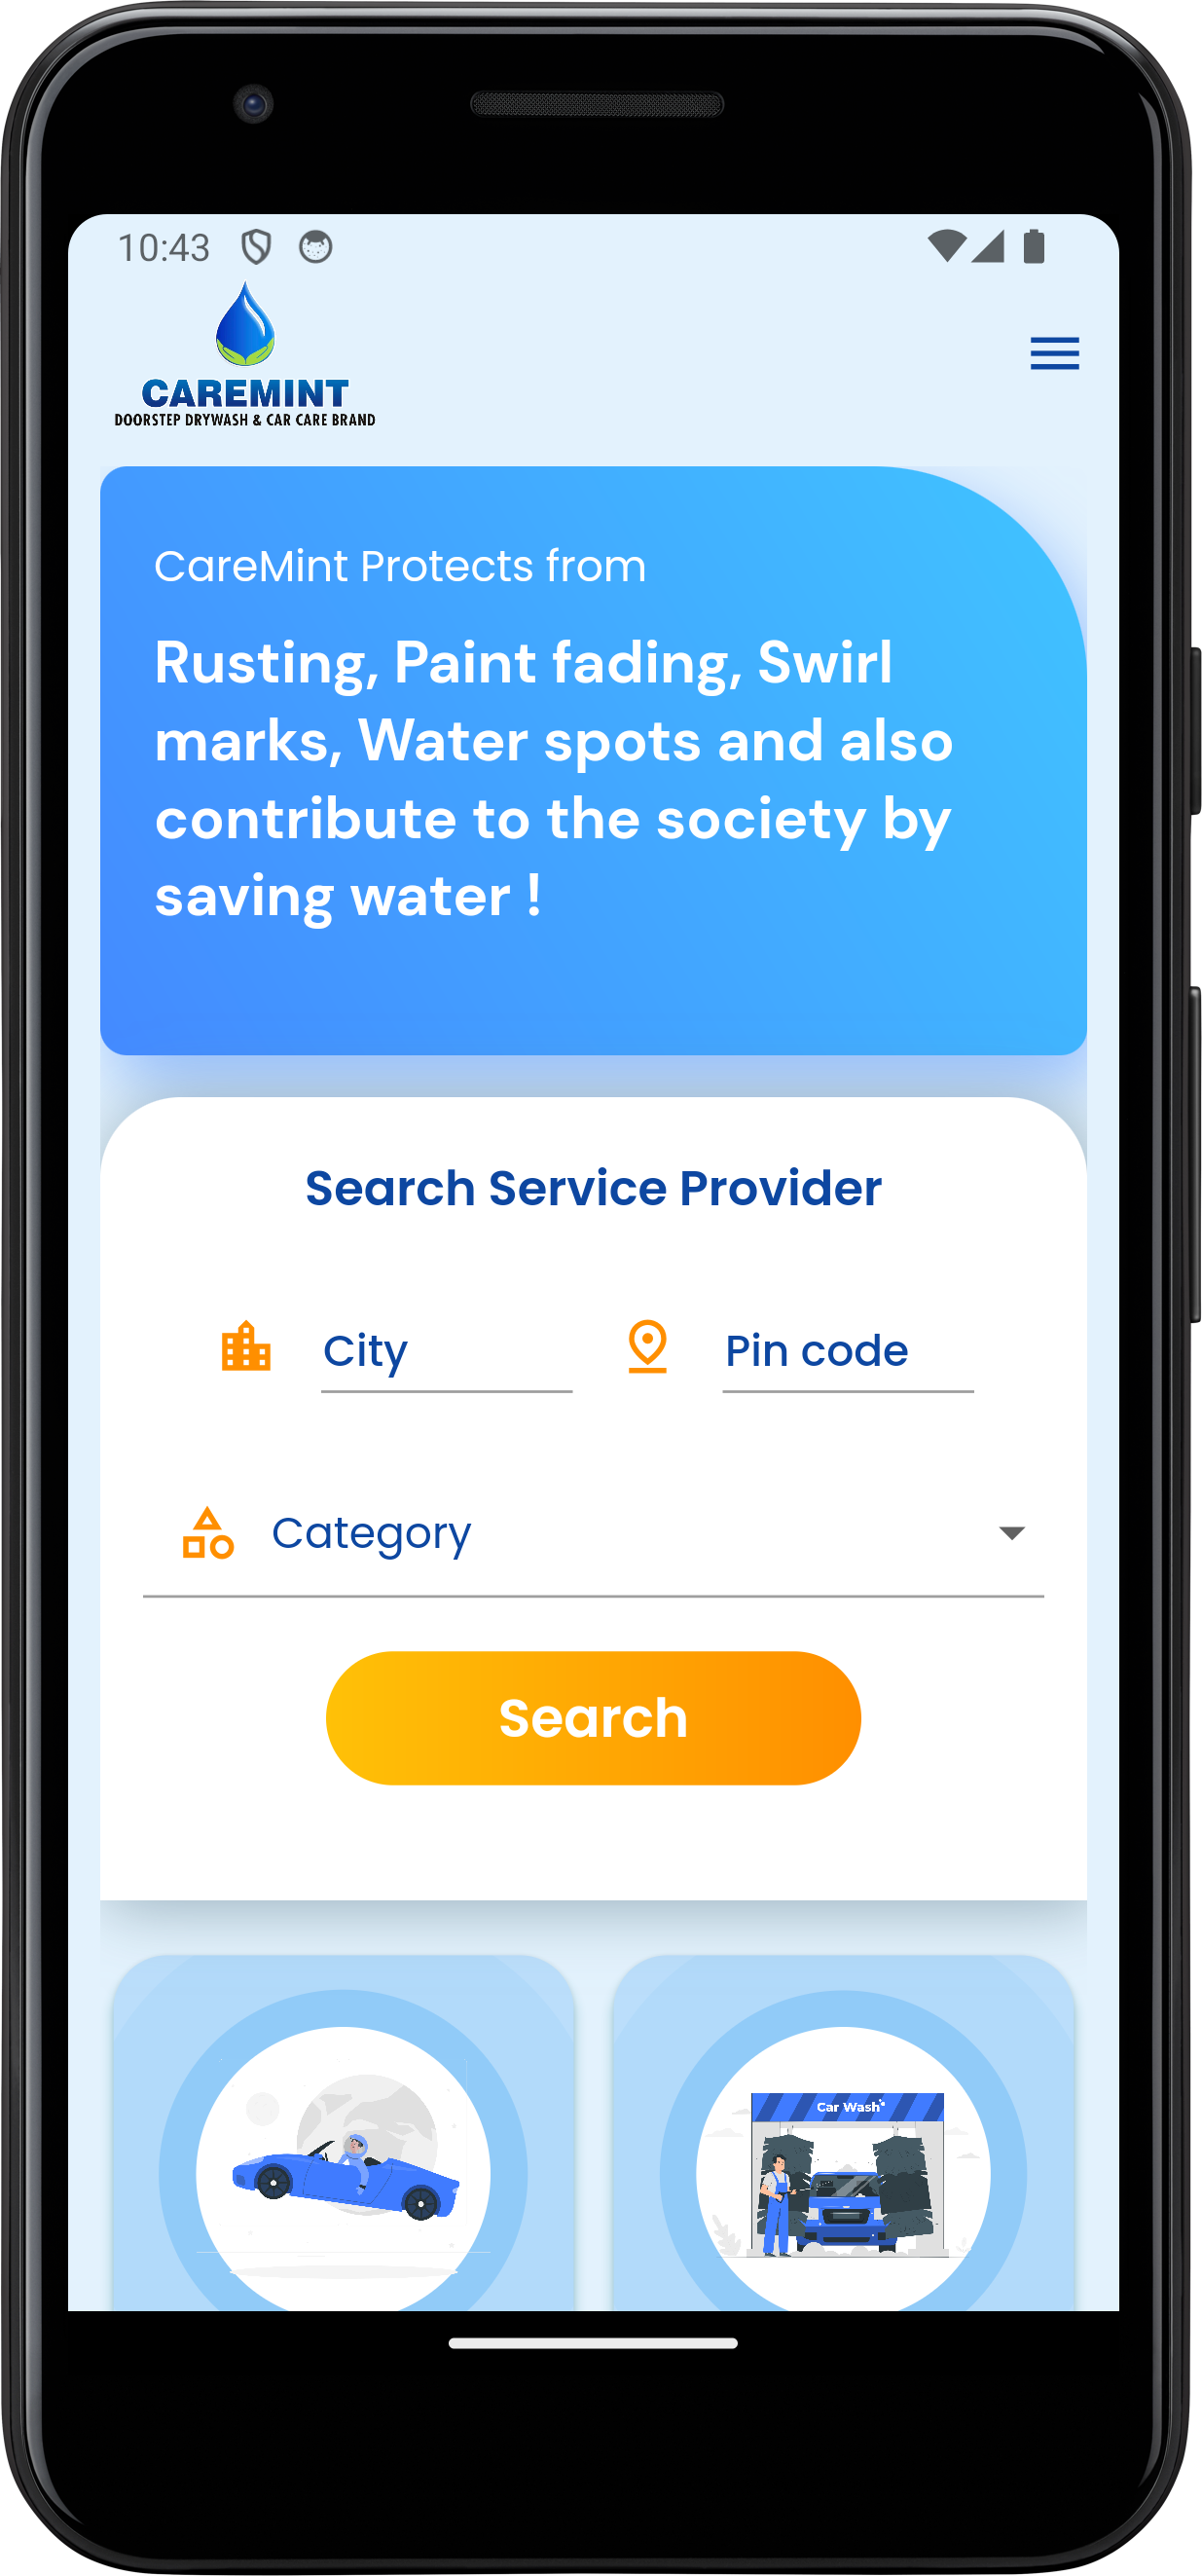 10:43
CAREMINT
DOORSTEP DRYWASH & CAR CARE BRAND
CareMint Protects from
Rusting, Paint fading, Swirl
marks, Water spots and also
contribute to the society by
saving water !
Search Service Provider
City
Pin code
Category
Search
Car Wash